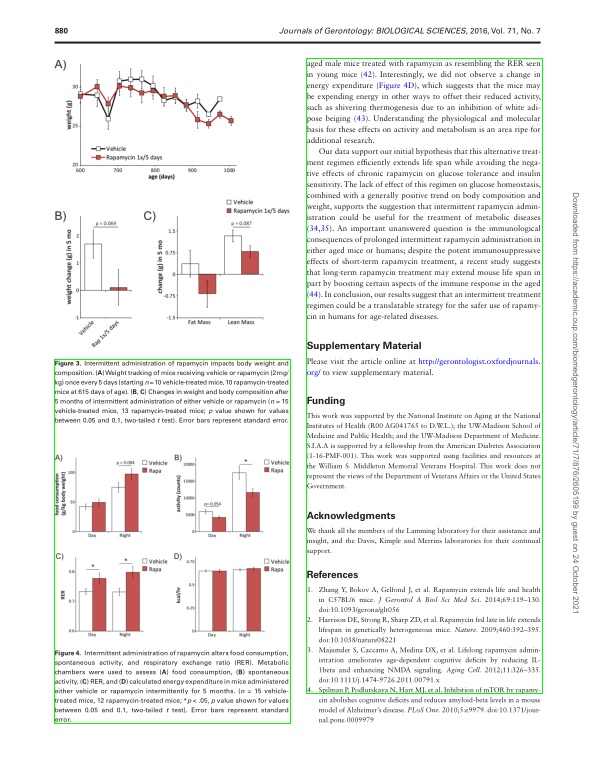 880
Journals of Gerontology: BIOLOGICAL SCIENCES, 2016, Vol. 71, No. 7
A)
weight (g)
30
25
20
600
700
800
900
1000
age (days)
Vehicle
Rapamycin 1x/5 days
B)
weight change (g) in 5 mo
p = 0.069
2
1
0
-1
Vehicle
Rap 1x/5 days
C)
Vehicle
Rapamycin 1x/5 days
weight change (g) in 5 mo
p = 0.087
1.5
0.75
0
-0.75
-1.5
Fat Mass
Lean Mass
Figure 3. Intermittent administration of rapamycin impacts body weight and
composition. (A) Weight tracking of mice receiving vehicle or rapamycin (2 mg/
kg) once every 5 days (starting n = 10 vehicle-treated mice, 10 rapamycin-treated
mice at 615 days of age). (B, C) Changes in weight and body composition after
5 months of intermittent administration of either vehicle or rapamycin (n = 15
vehicle-treated mice, 13 rapamycin-treated mice; p value shown for values
between 0.05 and 0.1, two-tailed t test). Error bars represent standard error.
A)
food consumption
(g/kg body weight)
p = 0.084
Vehicle
Rapa
100
50
0
Day
Night
B)
activity (counts)
Vehicle
Rapa
*
p = 0.054
20000
10000
0
Day
Night
C)
RER
Vehicle
Rapa
*
*
0.9
0.8
0.6
Day
Night
D)
kcal/hr
Vehicle
Rapa
0.75
0.5
0.25
0
Day
Night
Figure 4. Intermittent administration of rapamycin alters food consumption,
spontaneous activity, and respiratory exchange ratio (RER). Metabolic
chambers were used to assess (A) food consumption, (B) spontaneous
activity, (C) RER, and (D) calculated energy expenditure in mice administered
either vehicle or rapamycin intermittently for 5 months. (n = 15 vehicle-
treated mice, 12 rapamycin-treated mice; *p < .05, p value shown for values
between 0.05 and 0.1, two-tailed t test). Error bars represent standard
error.
aged male mice treated with rapamycin as resembling the RER seen
in young mice (42). Interestingly, we did not observe a change in
energy expenditure (Figure 4D), which suggests that the mice may
be expending energy in other ways to offset their reduced activity,
such as shivering thermogenesis due to an inhibition of white adi-
pose beiging (43). Understanding the physiological and molecular
basis for these effects on activity and metabolism is an area ripe for
additional research.
Our data support our initial hypothesis that this alternative treat-
ment regimen efficiently extends life span while avoiding the nega-
tive effects of chronic rapamycin on glucose tolerance and insulin
sensitivity. The lack of effect of this regimen on glucose homeostasis,
combined with a generally positive trend on body composition and
weight, supports the suggestion that intermittent rapamycin admin-
istration could be useful for the treatment of metabolic diseases
(34,35). An important unanswered question is the immunological
consequences of prolonged intermittent rapamycin administration in
either aged mice or humans; despite the potent immunosuppressive
effects of short-term rapamycin treatment, a recent study suggests
that long-term rapamycin treatment may extend mouse life span in
part by boosting certain aspects of the immune response in the aged
(44). In conclusion, our results suggest that an intermittent treatment
regimen could be a translatable strategy for the safer use of rapamy-
cin in humans for age-related diseases.
Supplementary Material
Please visit the article online at http://gerontologist.oxfordjournals.
org/ to view supplementary material.
Funding
This work was supported by the National Institute on Aging at the National
Institutes of Health (R00 AG041765 to D.W.L.); the UW-Madison School of
Medicine and Public Health; and the UW-Madison Department of Medicine.
S.I.A.A is supported by a fellowship from the American Diabetes Association
(1-16-PMF-001). This work was supported using facilities and resources at
the William S. Middleton Memorial Veterans Hospital. This work does not
represent the views of the Department of Veterans Affairs or the United States
Government.
Acknowledgments
We thank all the members of the Lamming laboratory for their assistance and
insight, and the Davis, Kimple and Merrins laboratories for their continual
support.
References
1. Zhang Y, Bokov A, Gelfond J, et al. Rapamycin extends life and health
in C57BL/6 mice. J Gerontol A Biol Sci Med Sci. 2014;69:119–130.
doi:10.1093/gerona/glt056
2. Harrison DE, Strong R, Sharp ZD, et al. Rapamycin fed late in life extends
lifespan in genetically heterogeneous mice. Nature. 2009;460:392–395.
doi:10.1038/nature08221
3. Majumder S, Caccamo A, Medina DX, et al. Lifelong rapamycin admin-
istration ameliorates age-dependent cognitive deficits by reducing IL-
1beta and enhancing NMDA signaling. Aging Cell. 2012;11:326–335.
doi:10.1111/j.1474-9726.2011.00791.x
4. Spilman P, Podlutskaya N, Hart MJ, et al. Inhibition of mTOR by rapamy-
cin abolishes cognitive deficits and reduces amyloid-beta levels in a mouse
model of Alzheimer's disease. PLoS One. 2010;5:e9979. doi:10.1371/jour-
nal.pone.0009979
Downloaded from https://academic.oup.com/biomedgerontology/article/71/7/876/2605199 by guest on 24 October 2021